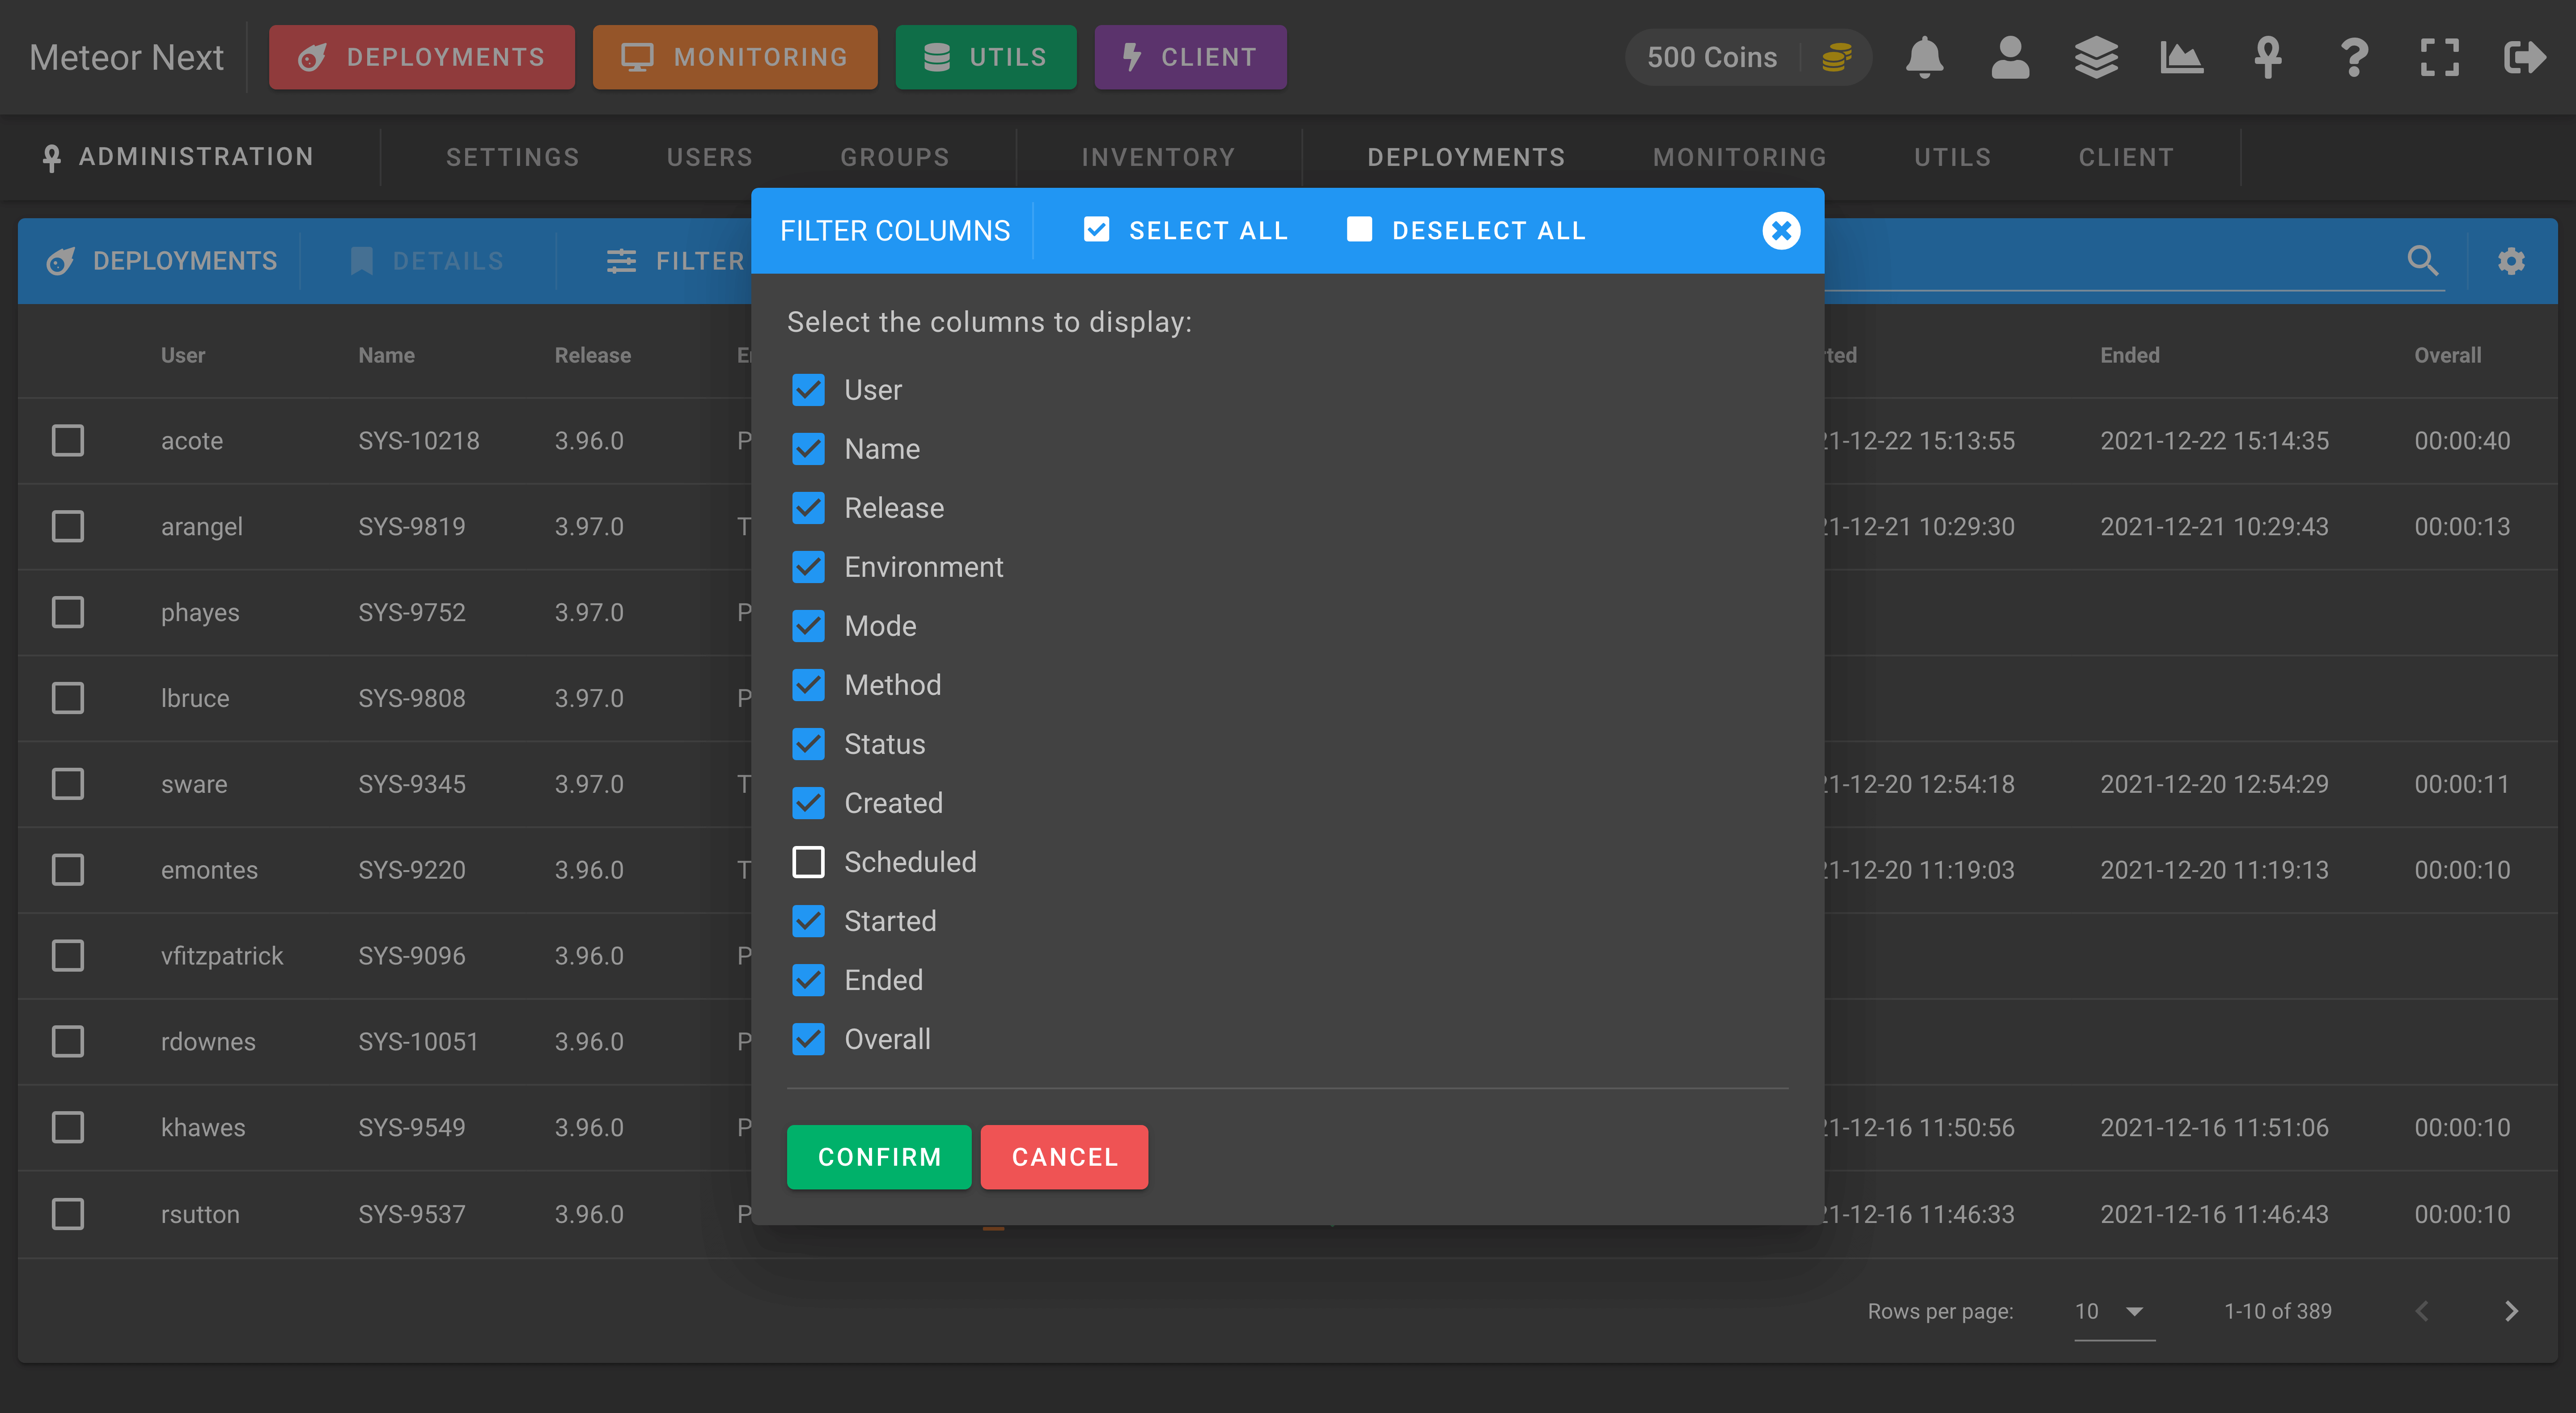 Meteor Next DEPLOYMENTS MONITORING UTILS CLIENT 500 Coins
ADMINISTRATION SETTINGS USERS GROUPS INVENTORY DEPLOYMENTS MONITORING UTILS CLIENT
DEPLOYMENTS DETAILS FILTER
FILTER COLUMNS SELECT ALL DESELECT ALL
Select the columns to display:
User
Name
Release
Environment
Mode
Method
Status
Created
Scheduled
Started
Ended
Overall
CONFIRM CANCEL
User Name Release Ended Overall
acote SYS-10218 3.96.0 P 21-12-22 15:13:55 2021-12-22 15:14:35 00:00:40
arangel SYS-9819 3.97.0 T 21-12-21 10:29:30 2021-12-21 10:29:43 00:00:13
phayes SYS-9752 3.97.0 P
lbruce SYS-9808 3.97.0 P
sware SYS-9345 3.97.0 T 21-12-20 12:54:18 2021-12-20 12:54:29 00:00:11
emontes SYS-9220 3.96.0 T 21-12-20 11:19:03 2021-12-20 11:19:13 00:00:10
vfitzpatrick SYS-9096 3.96.0 P
rdownes SYS-10051 3.96.0 P
khawes SYS-9549 3.96.0 P 21-12-16 11:50:56 2021-12-16 11:51:06 00:00:10
rsutton SYS-9537 3.96.0 P 21-12-16 11:46:33 2021-12-16 11:46:43 00:00:10
Rows per page: 10 1-10 of 389